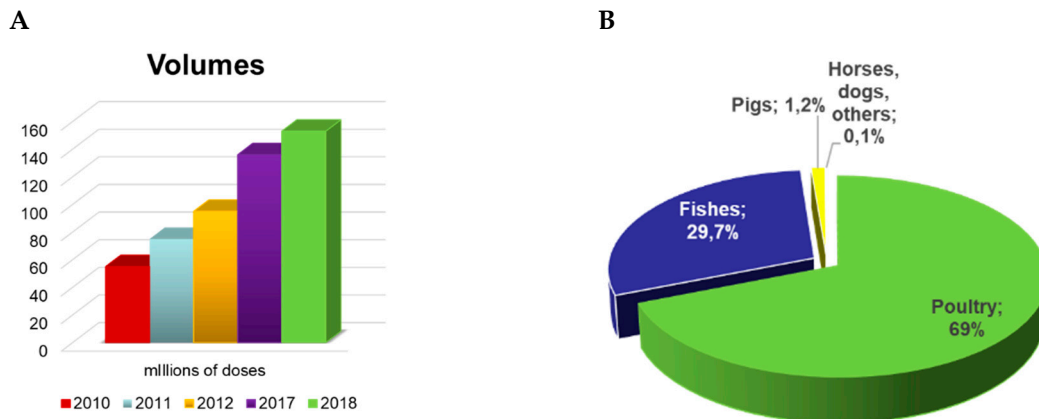 A
Volumes
160
140
120
100
80
60
40
20
0
millions of doses
2010 2011 2012 2017 2018
B
Horses,
dogs,
others;
0,1%
Pigs; 1,2%
Fishes;
29,7%
Poultry;
69%